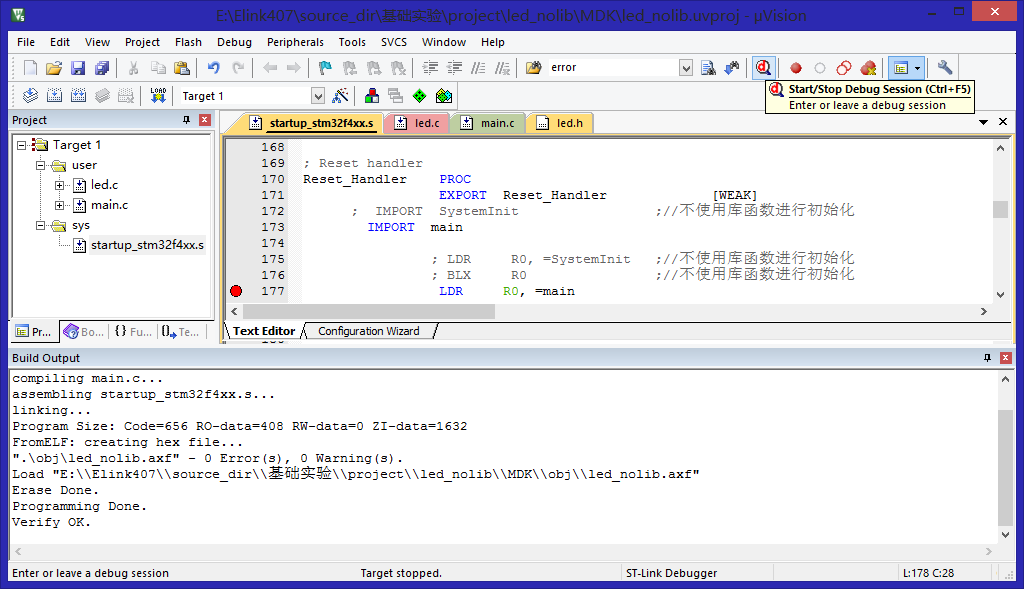 E:\Elink407\source_dir\基础实验\project\led_nolib\MDK\led_nolib.uvproj - µVision
File Edit View Project Flash Debug Peripherals Tools SVCS Window Help
error
LOAD Target 1
Start/Stop Debug Session (Ctrl+F5)
Enter or leave a debug session
Project
Target 1
user
led.c
main.c
sys
startup_stm32f4xx.s
Pr... Bo... {} Fu... Te...
startup_stm32f4xx.s led.c main.c led.h
168
169 ; Reset handler
170 Reset_Handler PROC
171 EXPORT Reset_Handler [WEAK]
172 ; IMPORT SystemInit ;//不使用库函数进行初始化
173 IMPORT main
174
175 ; LDR R0, =SystemInit ;//不使用库函数进行初始化
176 ; BLX R0 ;//不使用库函数进行初始化
177 LDR R0, =main
Text Editor Configuration Wizard
Build Output
compiling main.c...
assembling startup_stm32f4xx.s...
linking...
Program Size: Code=656 RO-data=408 RW-data=0 ZI-data=1632
FromELF: creating hex file...
".\obj\led_nolib.axf" - 0 Error(s), 0 Warning(s).
Load "E:\\Elink407\\source_dir\\基础实验\\project\\led_nolib\\MDK\\obj\\led_nolib.axf"
Erase Done.
Programming Done.
Verify OK.
Enter or leave a debug session Target stopped. ST-Link Debugger L:178 C:28